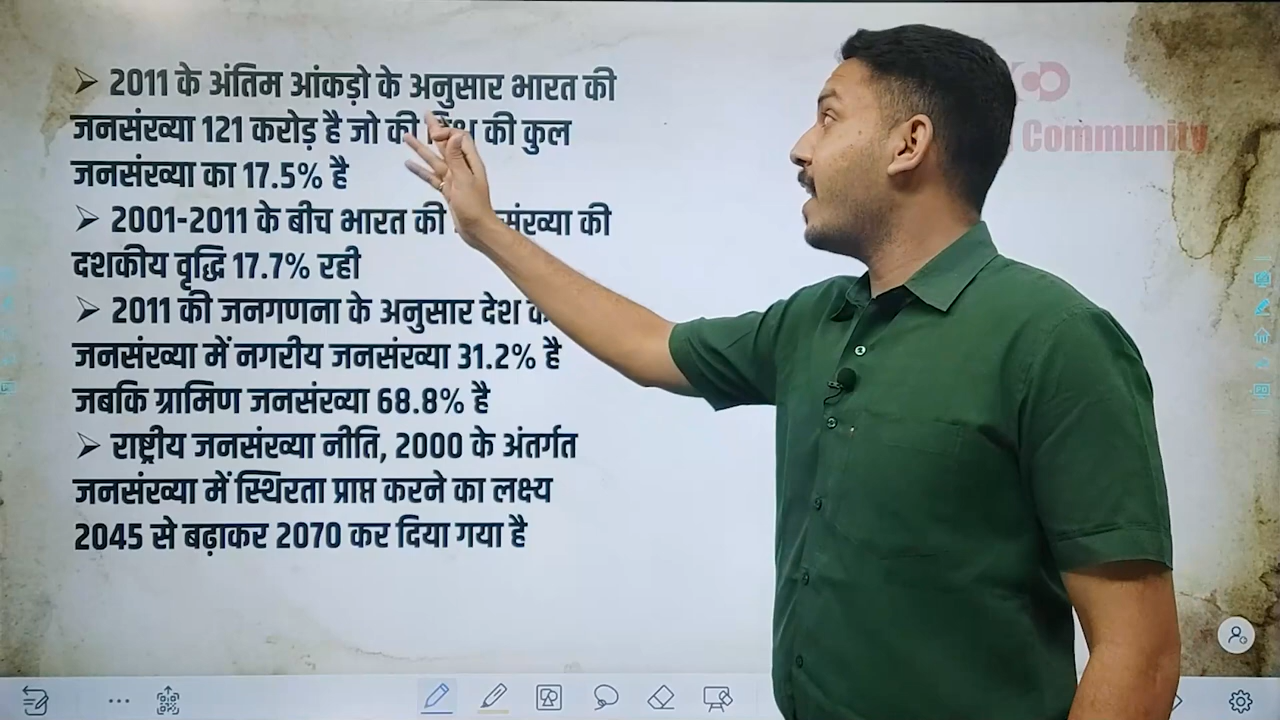 ➢ 2011 के अंतिम आंकड़ो के अनुसार भारत की
जनसंख्या 121 करोड़ है जो की की कुल
जनसंख्या का 17.5% है
➢ 2001-2011 के बीच भारत की की
दशकीय वृद्धि 17.7% रही
➢ 2011 की जनगणना के अनुसार देश
जनसंख्या में नगरीय जनसंख्या 31.2% है
जबकि ग्रामिण जनसंख्या 68.8% है
➢ राष्ट्रीय जनसंख्या नीति, 2000 के अंतर्गत
जनसंख्या में स्थिरता प्राप्त करने का लक्ष्य
2045 से बढ़ाकर 2070 कर दिया गया है
Community